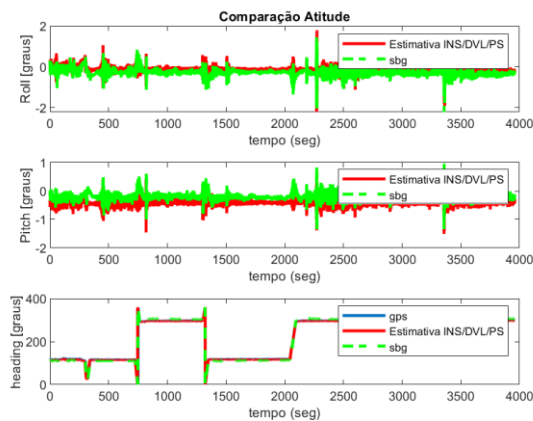 Comparação Atitude
Roll [graus]
2
0
-2
Estimativa INS/DVL/PS
sbg
0 500 1000 1500 2000 2500 3000 3500 4000
tempo (seg)
Pitch [graus]
1
0
-1
-2
Estimativa INS/DVL/PS
sbg
0 500 1000 1500 2000 2500 3000 3500 4000
tempo (seg)
heading [graus]
400
200
0
gps
Estimativa INS/DVL/PS
sbg
0 500 1000 1500 2000 2500 3000 3500 4000
tempo (seg)